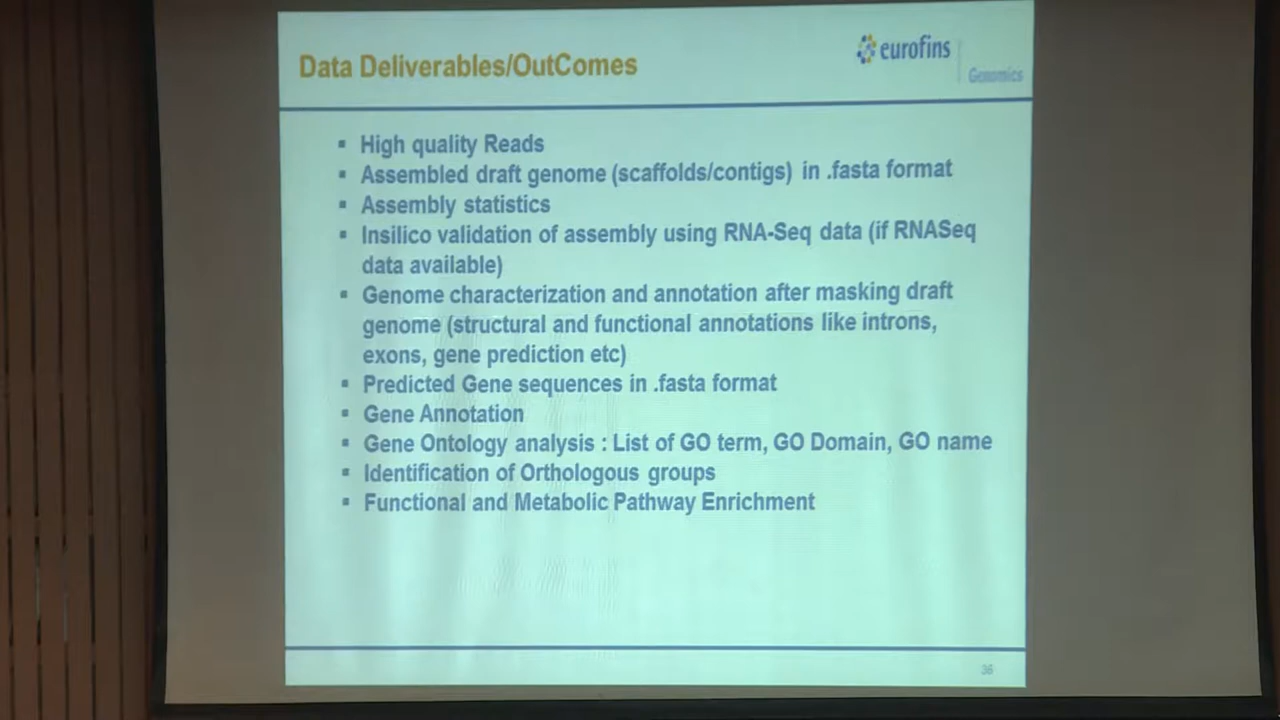 Data Deliverables/OutComes
eurofins
Genomics
▪ High quality Reads
▪ Assembled draft genome (scaffolds/contigs) in .fasta format
▪ Assembly statistics
▪ Insilico validation of assembly using RNA-Seq data (if RNASeq
data available)
▪ Genome characterization and annotation after masking draft
genome (structural and functional annotations like introns,
exons, gene prediction etc)
▪ Predicted Gene sequences in .fasta format
▪ Gene Annotation
▪ Gene Ontology analysis : List of GO term, GO Domain, GO name
▪ Identification of Orthologous groups
▪ Functional and Metabolic Pathway Enrichment
36